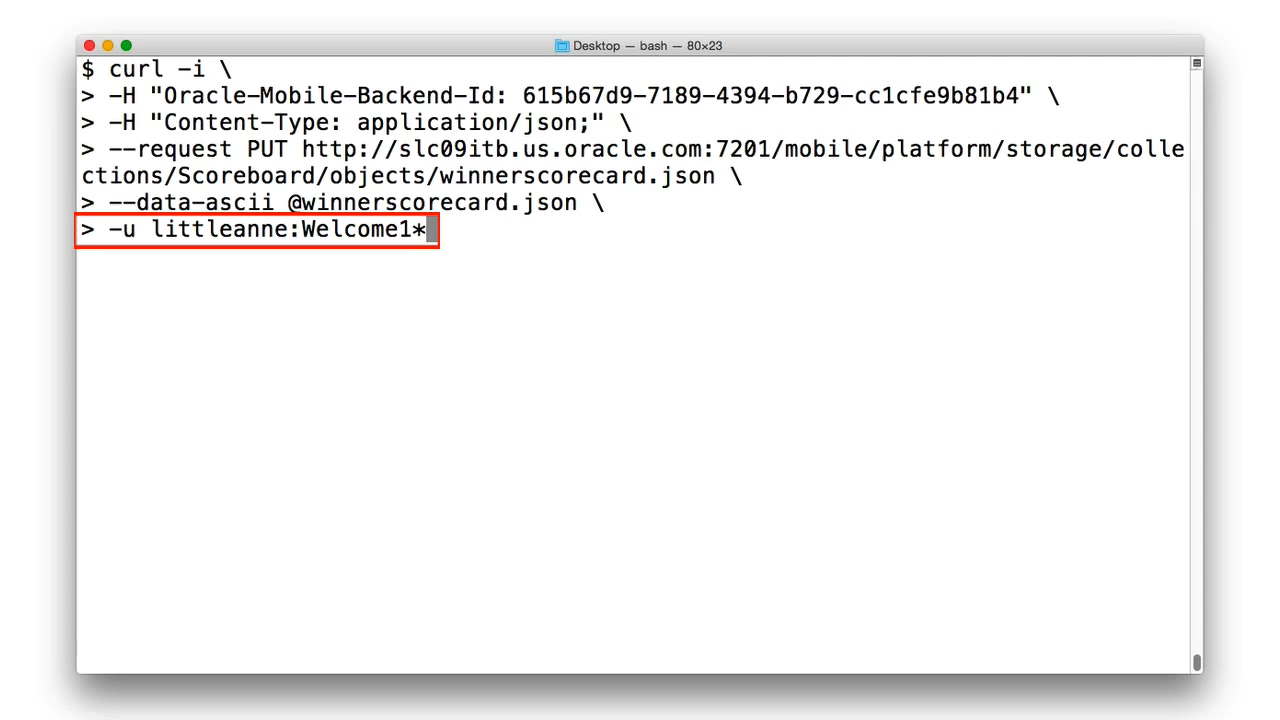 Desktop — bash — 80×23
$ curl -i \
> -H "Oracle-Mobile-Backend-Id: 615b67d9-7189-4394-b729-cc1cfe9b81b4" \
> -H "Content-Type: application/json;" \
> --request PUT http://slc09itb.us.oracle.com:7201/mobile/platform/storage/colle
ctions/Scoreboard/objects/winnerscorecard.json \
> --data-ascii @winnerscorecard.json \
> -u littleanne:Welcome1*